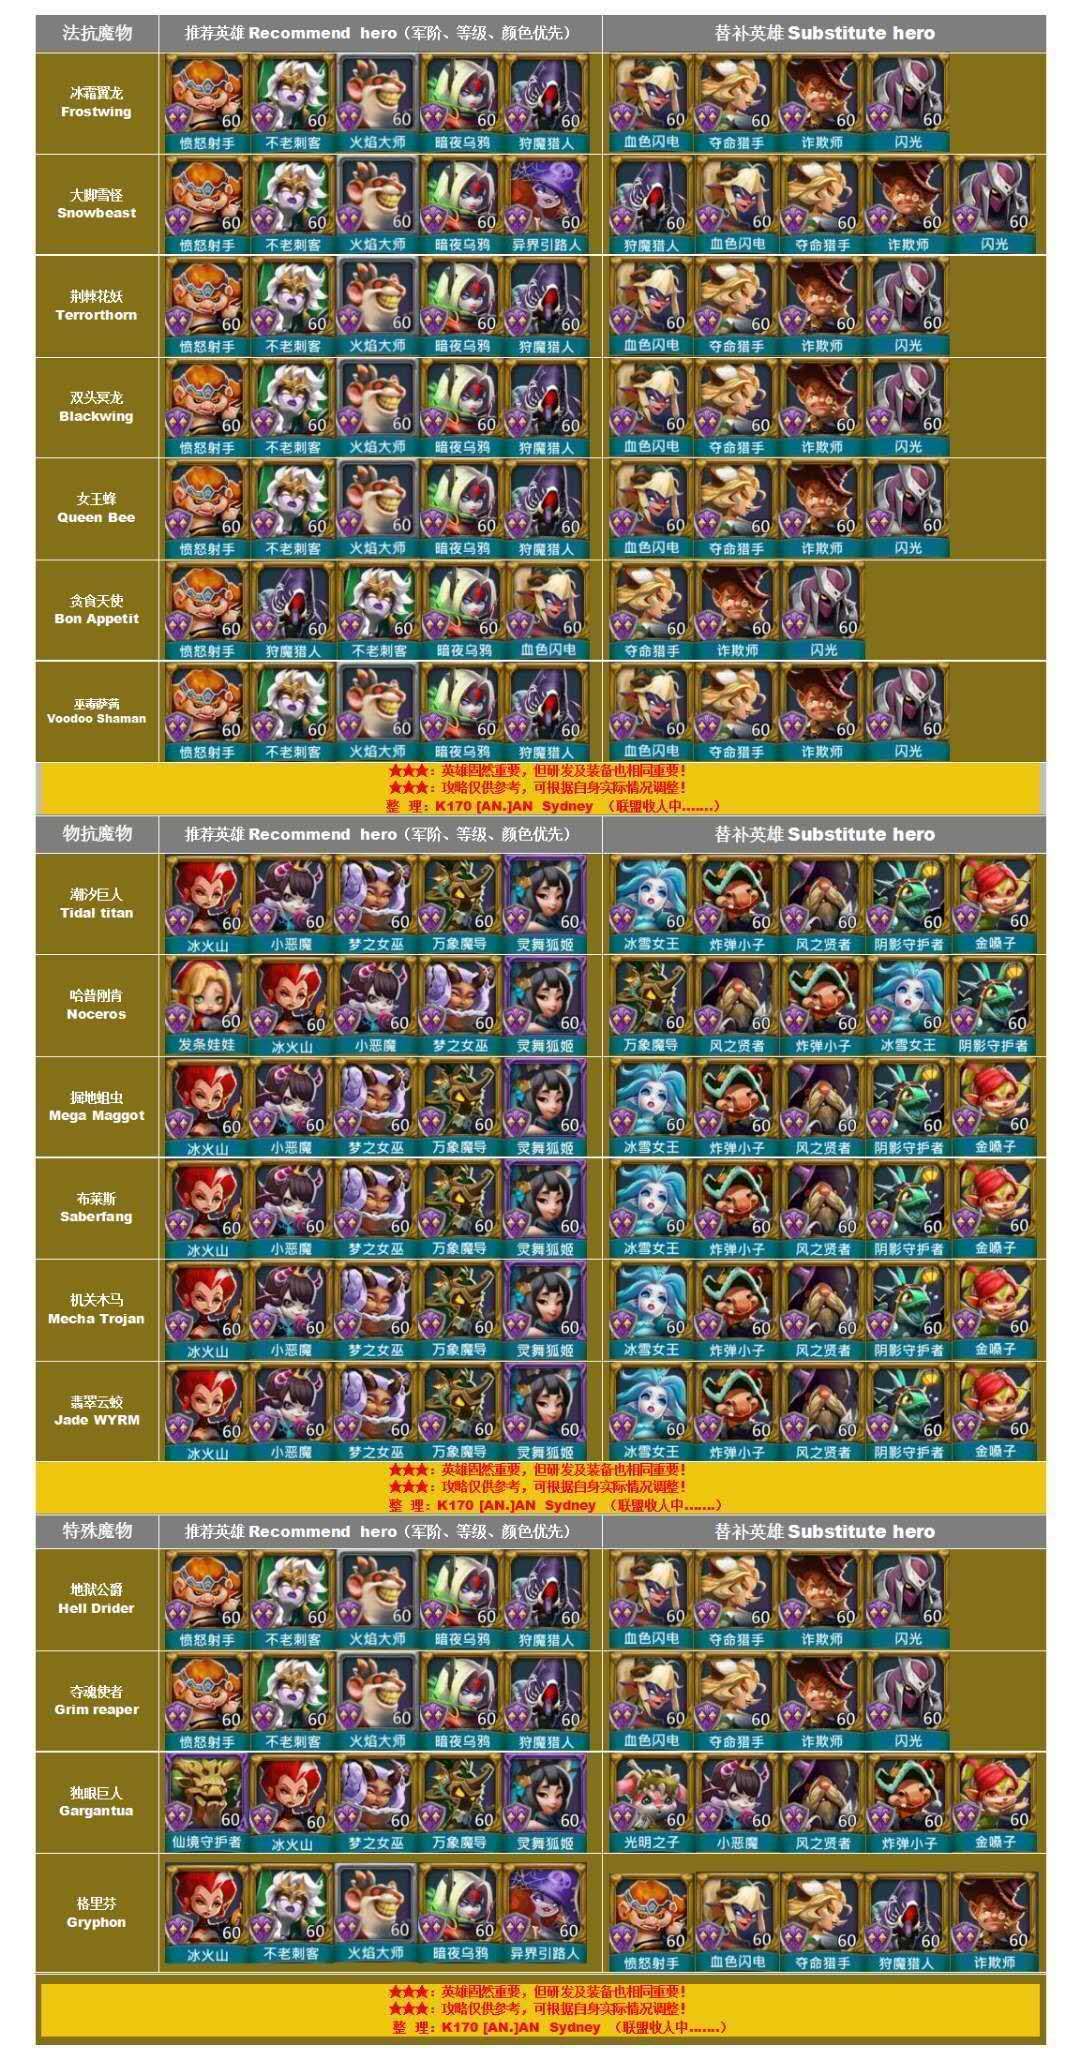 法抗魔物 推荐英雄 Recommend hero（军阶、等级、颜色优先） 替补英雄 Substitute hero
冰霜翼龙
Frostwing
60 60 60 60 60 60 60 60 60
愤怒射手 不老刺客 火焰大师 暗夜乌鸦 狩魔猎人 血色闪电 夺命猎手 诈欺师 闪光
大脚雪怪
Snowbeast
60 60 60 60 60 60 60 60 60 60
愤怒射手 不老刺客 火焰大师 暗夜乌鸦 异界引路人 狩魔猎人 血色闪电 夺命猎手 诈欺师 闪光
荆棘花妖
Terrorthorn
60 60 60 60 60 60 60 60 60
愤怒射手 不老刺客 火焰大师 暗夜乌鸦 狩魔猎人 血色闪电 夺命猎手 诈欺师 闪光
双头冥龙
Blackwing
60 60 60 60 60 60 60 60 60
愤怒射手 不老刺客 火焰大师 暗夜乌鸦 狩魔猎人 血色闪电 夺命猎手 诈欺师 闪光
女王蜂
Queen Bee
60 60 60 60 60 60 60 60 60
愤怒射手 不老刺客 火焰大师 暗夜乌鸦 狩魔猎人 血色闪电 夺命猎手 诈欺师 闪光
贪食天使
Bon Appetit
60 60 60 60 60 60 60 60
愤怒射手 狩魔猎人 不老刺客 暗夜乌鸦 血色闪电 夺命猎手 诈欺师 闪光
巫毒萨满
Voodoo Shaman
60 60 60 60 60 60 60 60 60
愤怒射手 不老刺客 火焰大师 暗夜乌鸦 狩魔猎人 血色闪电 夺命猎手 诈欺师 闪光
★★★：英雄固然重要，但研发及装备也相同重要！
★★★：攻略仅供参考，可根据自身实际情况调整！
整 理：K170 [AN.]AN Sydney （联盟收人中.......）
物抗魔物 推荐英雄 Recommend hero（军阶、等级、颜色优先） 替补英雄 Substitute hero
潮汐巨人
Tidal titan
60 60 60 60 60 60 60 60 60 60
冰火山 小恶魔 梦之女巫 万象魔导 灵舞狐姬 冰雪女王 炸弹小子 风之贤者 阴影守护者 金嗓子
哈普刚肯
Noceros
60 60 60 60 60 60 60 60 60 60
发条娃娃 冰火山 小恶魔 梦之女巫 灵舞狐姬 万象魔导 风之贤者 炸弹小子 冰雪女王 阴影守护者
掘地蛆虫
Mega Maggot
60 60 60 60 60 60 60 60 60 60
冰火山 小恶魔 梦之女巫 万象魔导 灵舞狐姬 冰雪女王 炸弹小子 风之贤者 阴影守护者 金嗓子
布莱斯
Saberfang
60 60 60 60 60 60 60 60 60 60
冰火山 小恶魔 梦之女巫 万象魔导 灵舞狐姬 冰雪女王 炸弹小子 风之贤者 阴影守护者 金嗓子
机关木马
Mecha Trojan
60 60 60 60 60 60 60 60 60 60
冰火山 小恶魔 梦之女巫 万象魔导 灵舞狐姬 冰雪女王 炸弹小子 风之贤者 阴影守护者 金嗓子
翡翠云蛟
Jade WYRM
60 60 60 60 60 60 60 60 60 60
冰火山 小恶魔 梦之女巫 万象魔导 灵舞狐姬 冰雪女王 炸弹小子 风之贤者 阴影守护者 金嗓子
★★★：英雄固然重要，但研发及装备也相同重要！
★★★：攻略仅供参考，可根据自身实际情况调整！
整 理：K170 [AN.]AN Sydney （联盟收人中.......）
特殊魔物 推荐英雄 Recommend hero（军阶、等级、颜色优先） 替补英雄 Substitute hero
地狱公爵
Hell Drider
60 60 60 60 60 60 60 60 60
愤怒射手 不老刺客 火焰大师 暗夜乌鸦 狩魔猎人 血色闪电 夺命猎手 诈欺师 闪光
夺魂使者
Grim reaper
60 60 60 60 60 60 60 60 60
愤怒射手 不老刺客 火焰大师 暗夜乌鸦 狩魔猎人 血色闪电 夺命猎手 诈欺师 闪光
独眼巨人
Gargantua
60 60 60 60 60 60 60 60 60 60
仙境守护者 冰火山 梦之女巫 万象魔导 灵舞狐姬 光明之子 小恶魔 风之贤者 炸弹小子 金嗓子
格里芬
Gryphon
60 60 60 60 60 60 60 60 60 60
冰火山 不老刺客 火焰大师 暗夜乌鸦 异界引路人 愤怒射手 血色闪电 夺命猎手 狩魔猎人 诈欺师
★★★：英雄固然重要，但研发及装备也相同重要！
★★★：攻略仅供参考，可根据自身实际情况调整！
整 理：K170 [AN.]AN Sydney （联盟收人中.......）